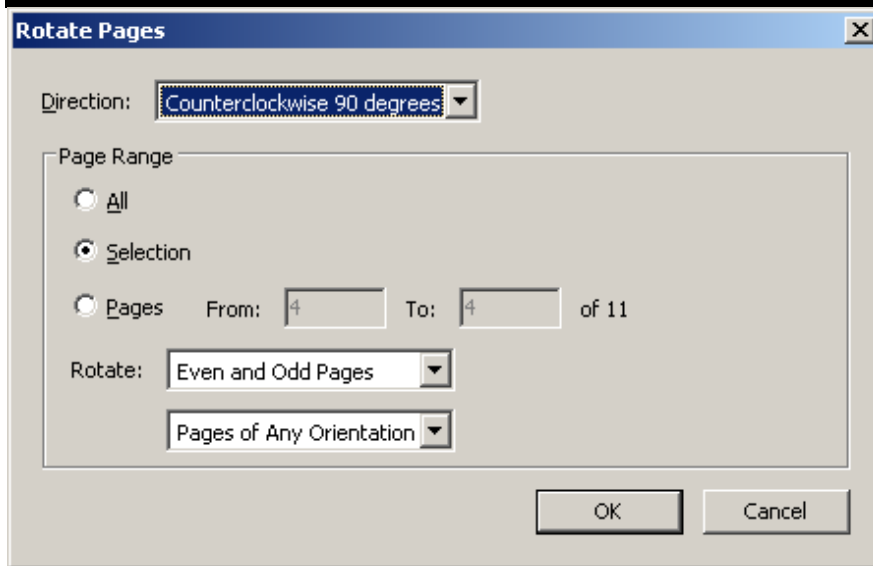 Rotate Pages
Direction: Counterclockwise 90 degrees
Page Range
All
Selection
Pages From: 4 To: 4 of 11
Rotate: Even and Odd Pages
Pages of Any Orientation
OK Cancel